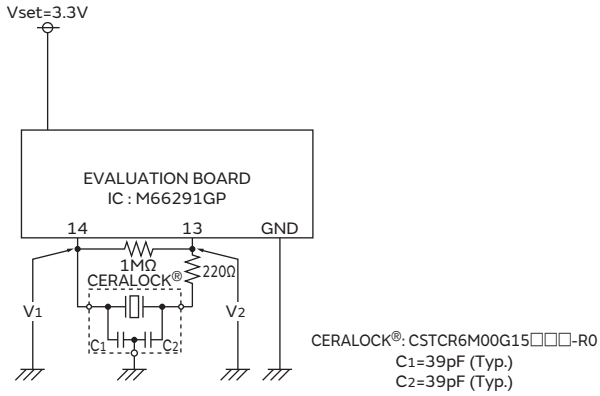 Vset=3.3V
EVALUATION BOARD
IC : M66291GP
14 13 GND
1MΩ
220Ω
CERALOCK®
V1 V2
C1 C2
CERALOCK®: CSTCR6M00G15□□□-R0
C1=39pF (Typ.)
C2=39pF (Typ.)